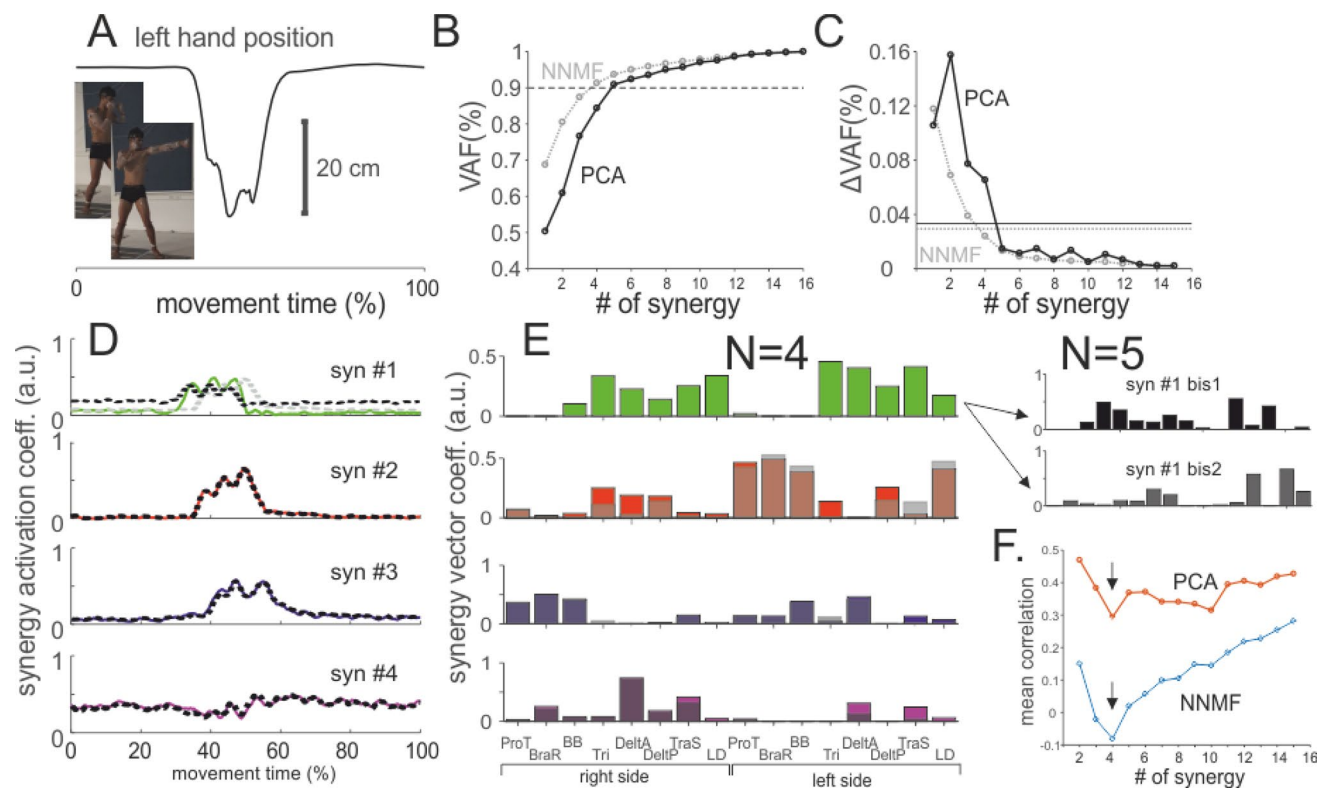 A
left hand position
20 cm
0
100
movement time (%)
B
1
0.9
0.8
0.7
0.6
0.5
0.4
VAF(%)
NNMF
PCA
2
4
6
8
10
12
14
16
# of synergy
C
0.16
0.12
0.08
0.04
0
ΔVAF(%)
PCA
NNMF
2
4
6
8
10
12
14
16
# of synergy
D
synergy activation coeff. (a.u.)
1
0
syn #1
1
0
syn #2
1
0
syn #3
1
0
syn #4
0
20
40
60
80
100
movement time (%)
E
N=4
synergy vector coeff. (a.u.)
0.5
0
0.5
0
1
0
1
0
ProT
BraR
BB
Tri
DeltA
DeltP
TraS
LD
ProT
BraR
BB
Tri
DeltA
DeltP
TraS
LD
right side
left side
N=5
syn #1 bis1
1
0
syn #1 bis2
1
0
F.
0.5
0.4
0.3
0.2
0.1
0
-0.1
mean correlation
PCA
NNMF
2
4
6
8
10
12
14
16
# of synergy